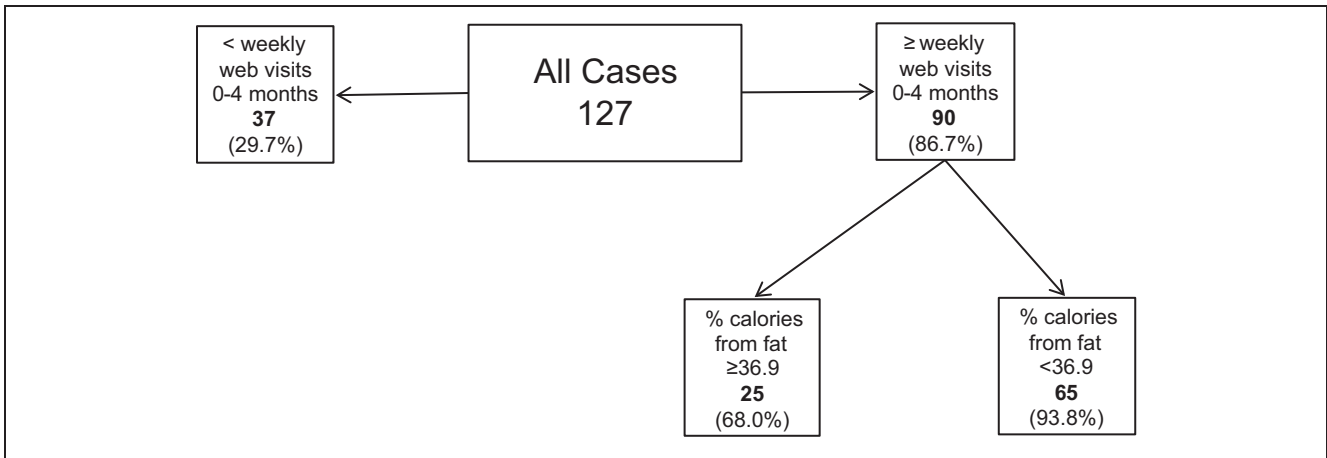 < weekly
web visits
0-4 months
37
(29.7%)
All Cases
127
≥ weekly
web visits
0-4 months
90
(86.7%)
% calories
from fat
≥36.9
25
(68.0%)
% calories
from fat
<36.9
65
(93.8%)